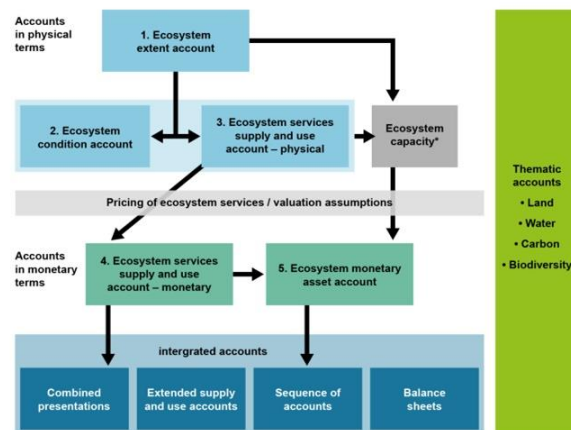 Accounts
in physical
terms
1. Ecosystem
extent account
2. Ecosystem
condition account
3. Ecosystem services
supply and use
account – physical
Ecosystem
capacity*
Pricing of ecosystem services / valuation assumptions
Accounts
in monetary
terms
4. Ecosystem services
supply and use
account – monetary
5. Ecosystem monetary
asset account
intergrated accounts
Combined
presentations
Extended supply
and use accounts
Sequence of
accounts
Balance
sheets
Thematic
accounts
• Land
• Water
• Carbon
• Biodiversity